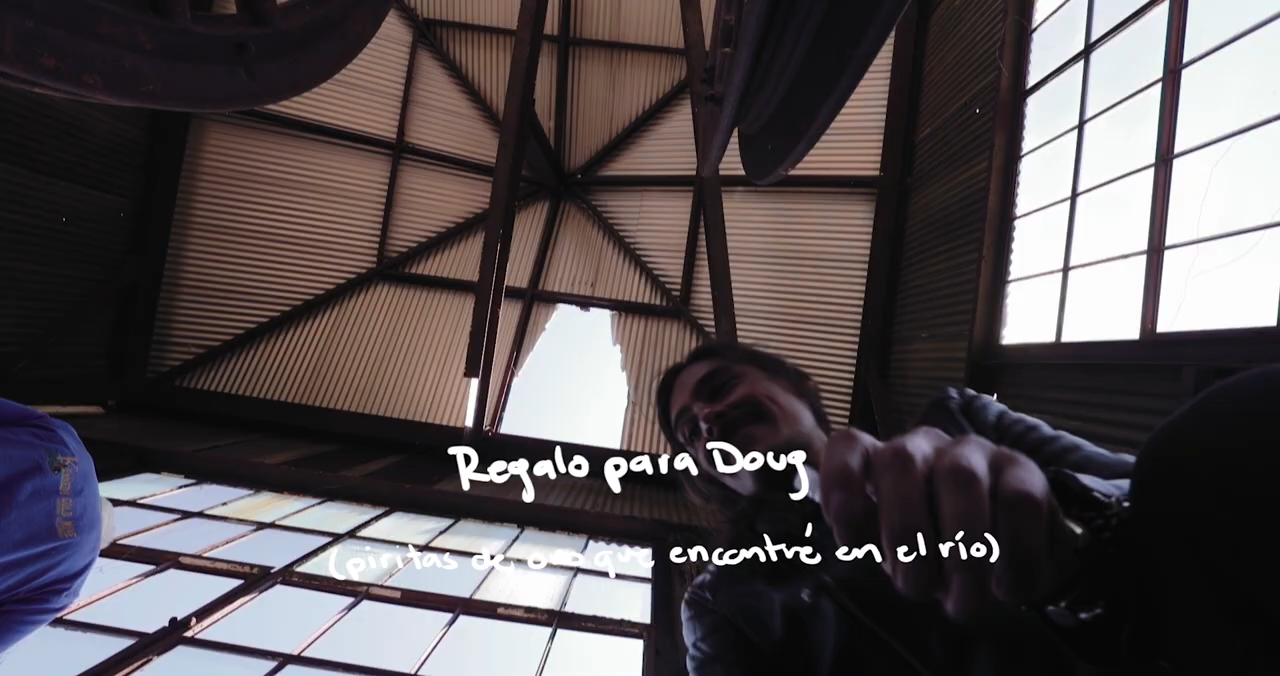 Regalo para Doug
(piritas de oro que encontré en el río)